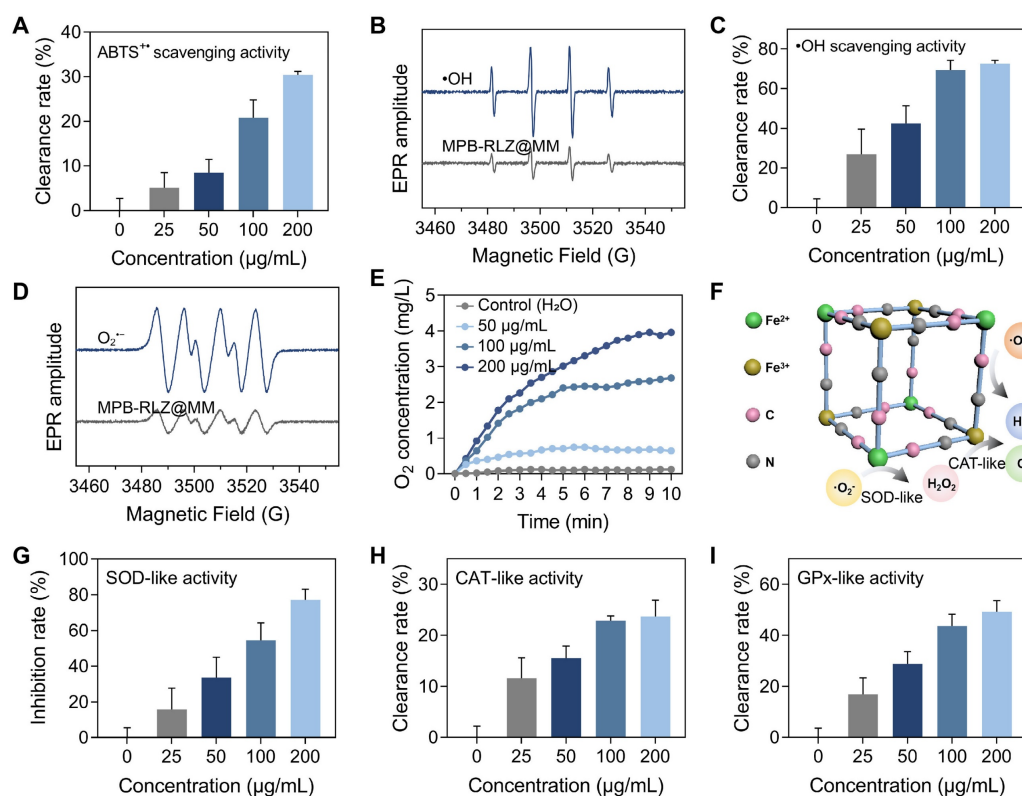 A
ABTS⁺• scavenging activity
Clearance rate (%)
40
30
20
10
0
0 25 50 100 200
Concentration (µg/mL)
B
•OH
MPB-RLZ@MM
EPR amplitude
3460 3480 3500 3520 3540
Magnetic Field (G)
C
•OH scavenging activity
Clearance rate (%)
80
60
40
20
0
0 25 50 100 200
Concentration (µg/mL)
D
O₂•−
MPB-RLZ@MM
EPR amplitude
3460 3480 3500 3520 3540
Magnetic Field (G)
E
Control (H₂O)
50 µg/mL
100 µg/mL
200 µg/mL
O₂ concentration (mg/L)
5
4
3
2
1
0
0 1 2 3 4 5 6 7 8 9 10
Time (min)
F
Fe²⁺
Fe³⁺
C
N
·O₂⁻
SOD-like
H₂O₂
CAT-like
G
SOD-like activity
Inhibition rate (%)
100
80
60
40
20
0
0 25 50 100 200
Concentration (µg/mL)
H
CAT-like activity
Clearance rate (%)
30
20
10
0
0 25 50 100 200
Concentration (µg/mL)
I
GPx-like activity
Clearance rate (%)
60
40
20
0
0 25 50 100 200
Concentration (µg/mL)